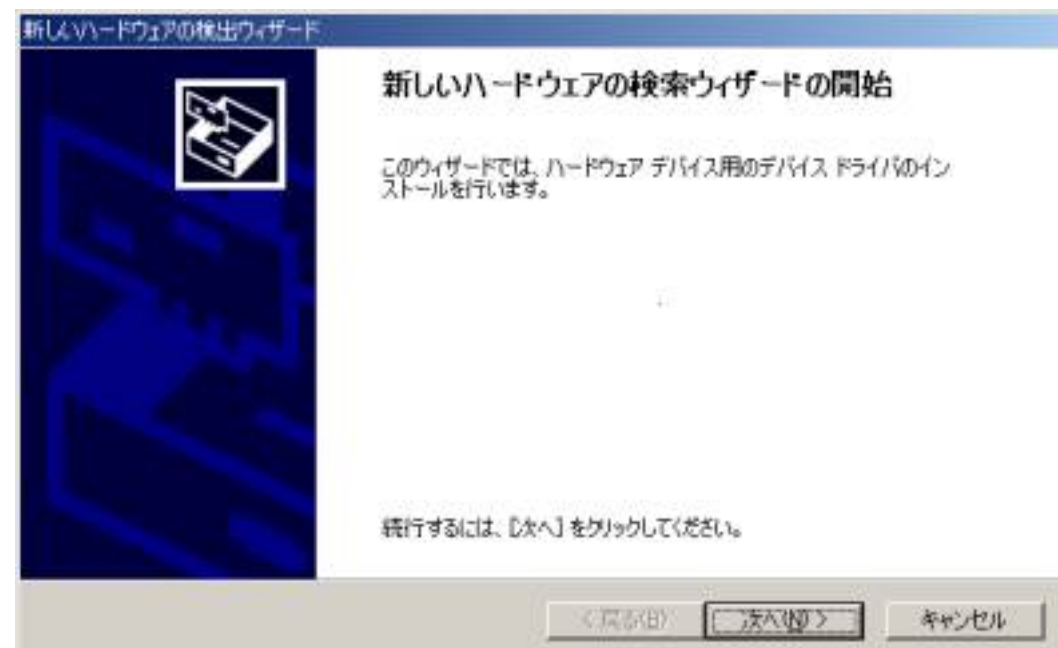 新しいハードウェアの検出ウィザード
新しいハードウェアの検索ウィザードの開始
このウィザードでは、ハードウェア デバイス用のデバイス ドライバのイン
ストールを行います。
続行するには、[次へ] をクリックしてください。
< 戻る(B)
次へ(N) >
キャンセル